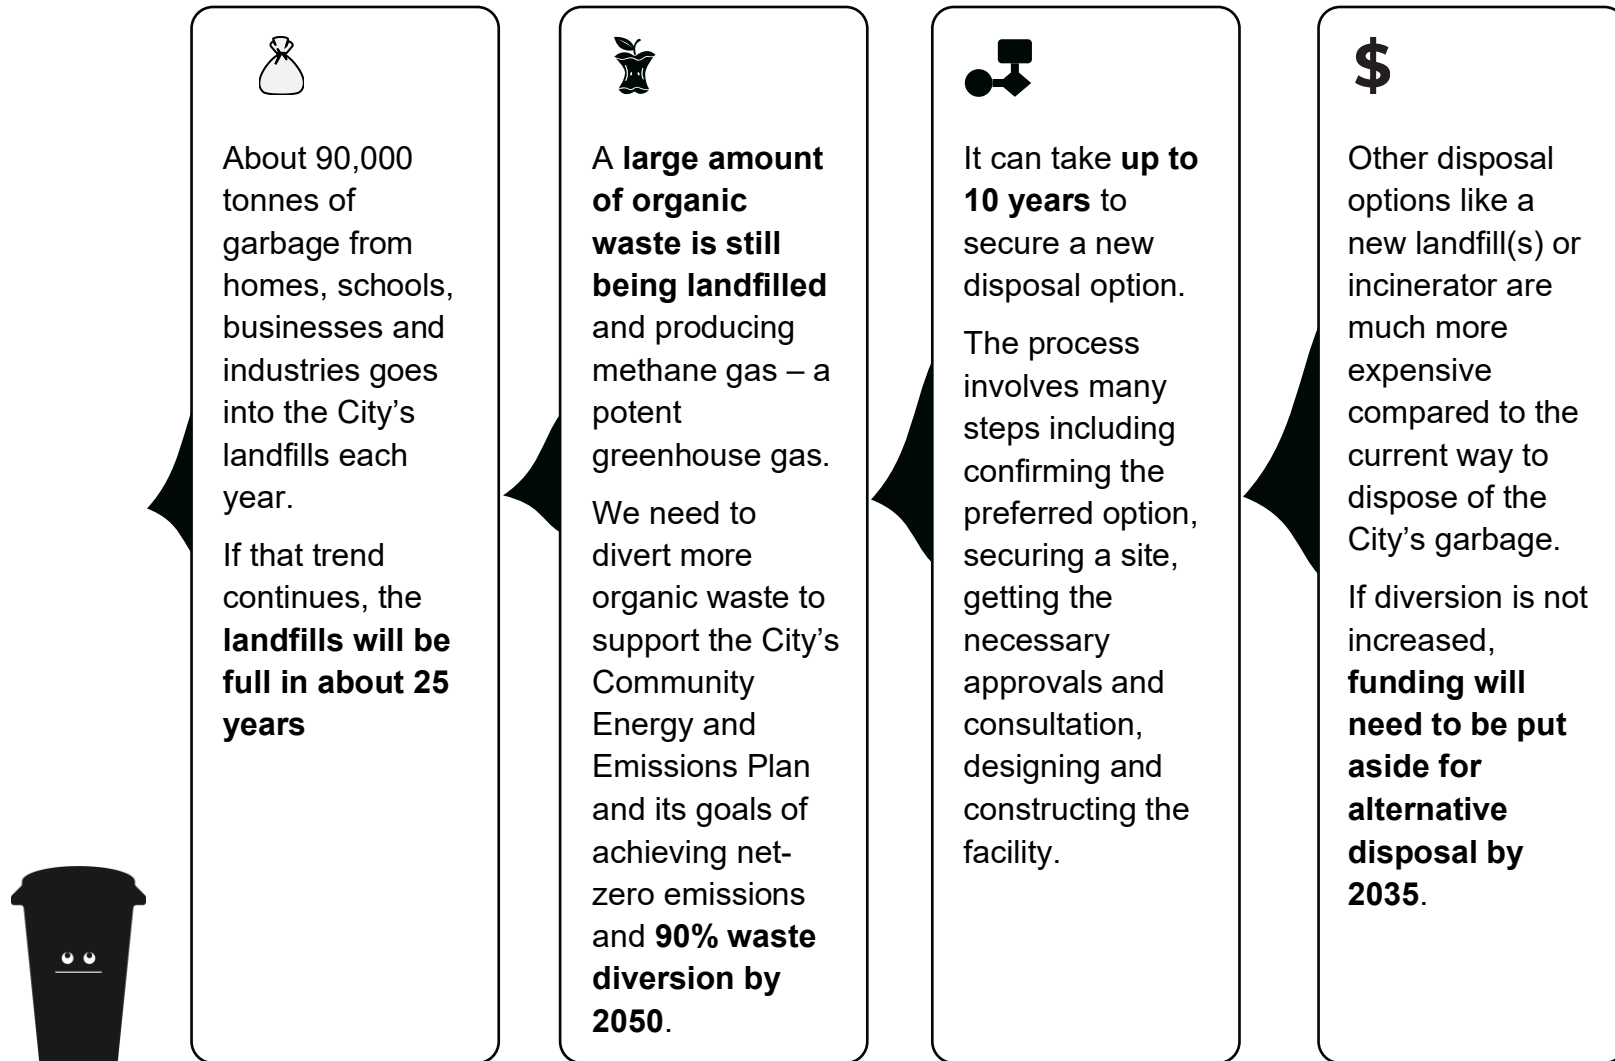 About 90,000
tonnes of
garbage from
homes, schools,
businesses and
industries goes
into the City’s
landfills each
year.
If that trend
continues, the
landfills will be
full in about 25
years
A large amount
of organic
waste is still
being landfilled
and producing
methane gas – a
potent
greenhouse gas.
We need to
divert more
organic waste to
support the City’s
Community
Energy and
Emissions Plan
and its goals of
achieving net-
zero emissions
and 90% waste
diversion by
2050.
It can take up to
10 years to
secure a new
disposal option.
The process
involves many
steps including
confirming the
preferred option,
securing a site,
getting the
necessary
approvals and
consultation,
designing and
constructing the
facility.
$
Other disposal
options like a
new landfill(s) or
incinerator are
much more
expensive
compared to the
current way to
dispose of the
City’s garbage.
If diversion is not
increased,
funding will
need to be put
aside for
alternative
disposal by
2035.